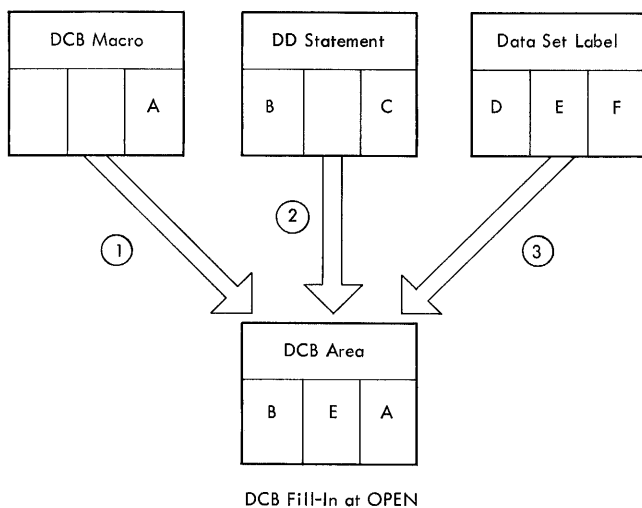 DCB Macro
DD Statement
Data Set Label
A
B
C
D
E
F
1
2
3
DCB Area
B
E
A
DCB Fill-In at OPEN